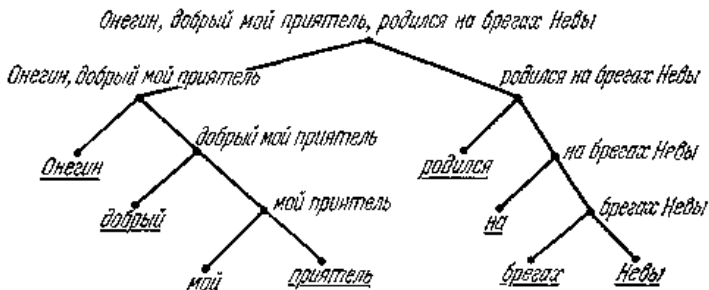 Онегин, добрый мой приятель, родился на брегах Невы
Онегин, добрый мой приятель
родился на брегах Невы
добрый мой приятель
Онегин
родился
на брегах Невы
добрый
мой приятель
на
брегах Невы
мой
приятель
брегах
Невы